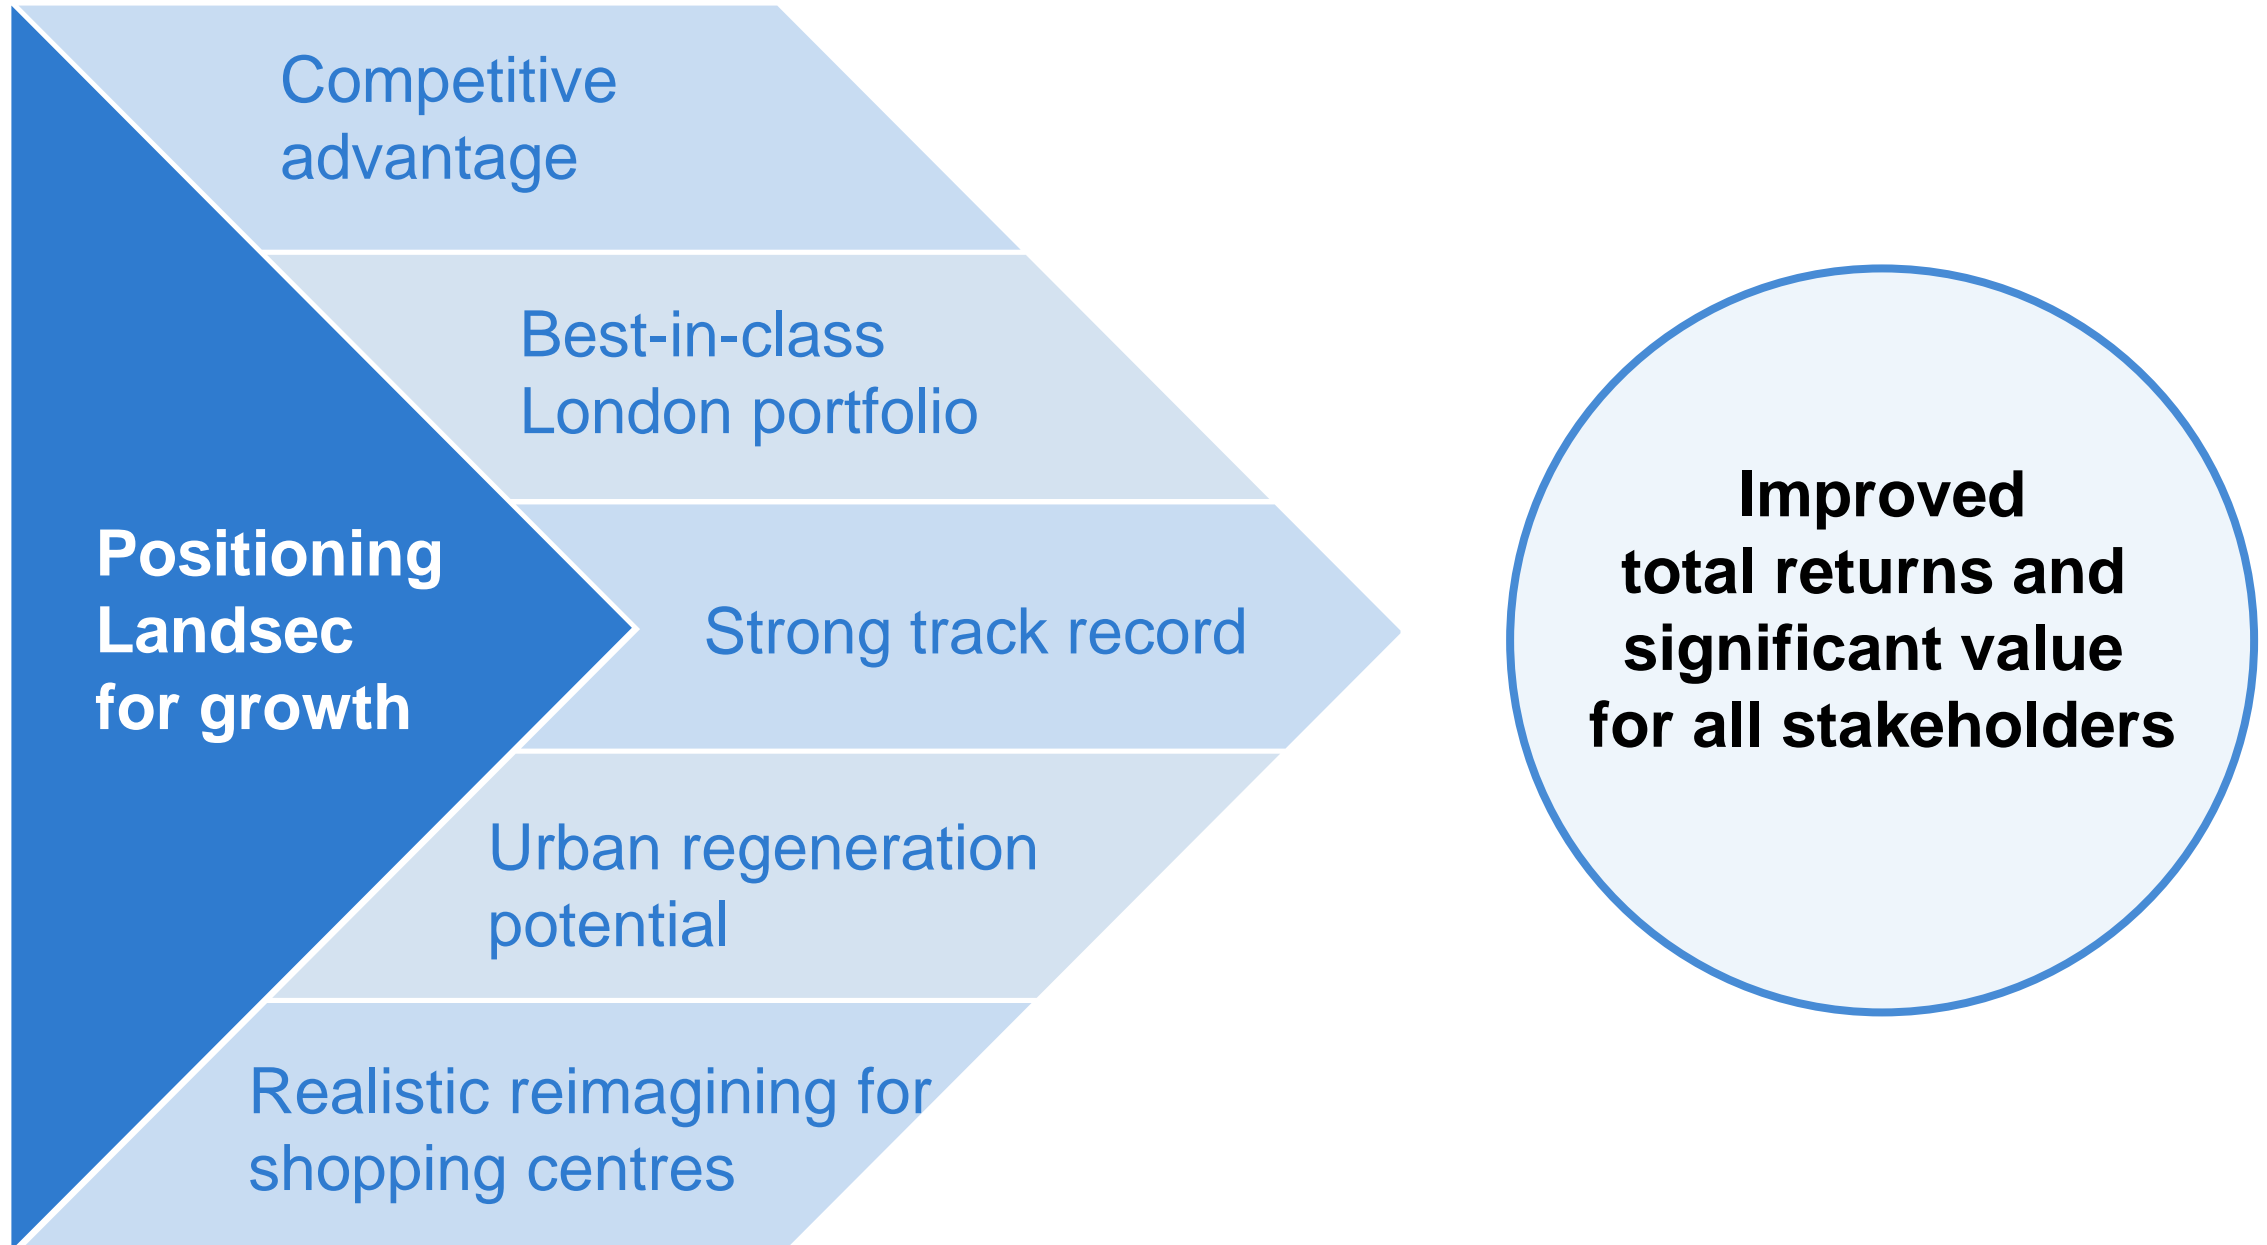 Positioning
Landsec
for growth
Competitive
advantage
Best-in-class
London portfolio
Strong track record
Urban regeneration
potential
Realistic reimagining for
shopping centres
Improved
total returns and
significant value
for all stakeholders